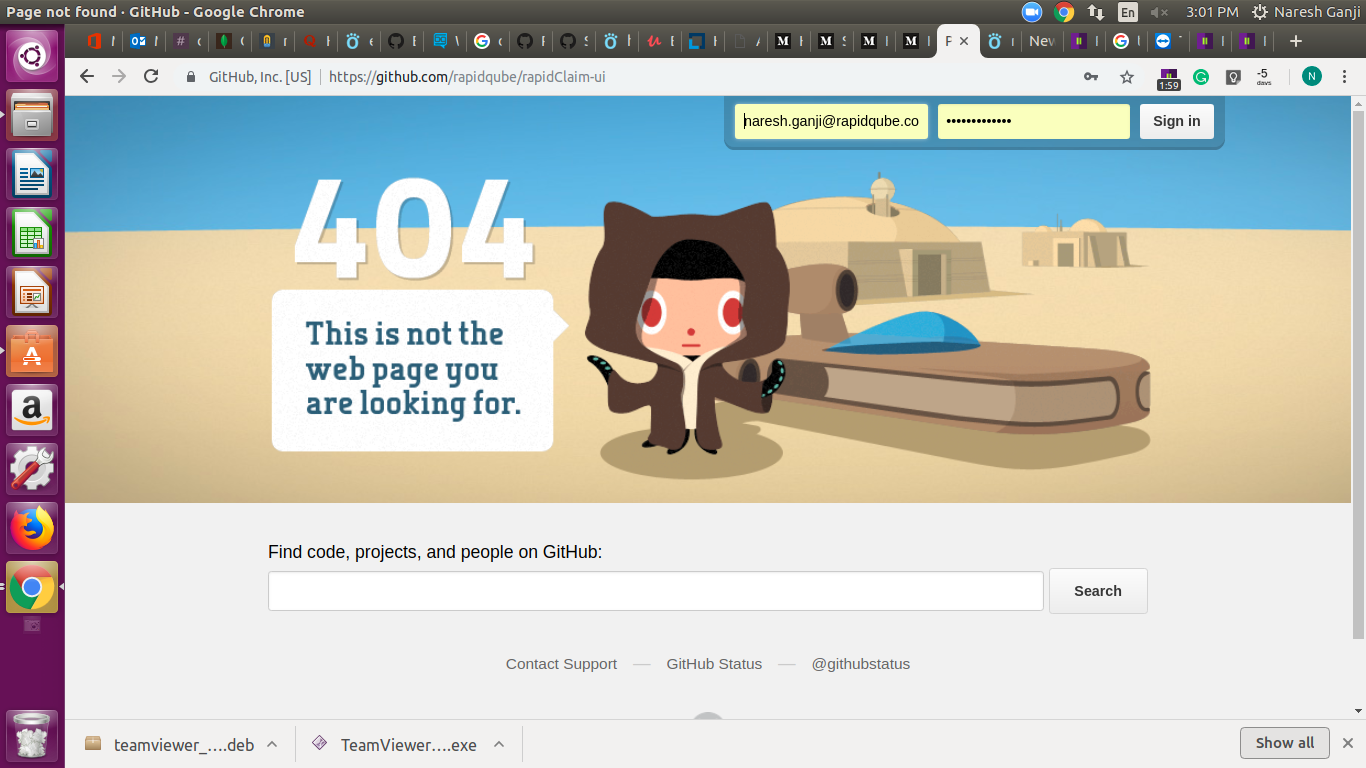 Page not found · GitHub - Google Chrome
En
3:01 PM
Naresh Ganji
GitHub, Inc. [US]
https://github.com/rapidqube/rapidClaim-ui
1:59
-5
days
N
New
naresh.ganji@rapidqube.co
•••••••••••••
Sign in
404
This is not the
web page you
are looking for.
Find code, projects, and people on GitHub:
Search
Contact Support
GitHub Status
@githubstatus
teamviewer_....deb
TeamViewer....exe
Show all